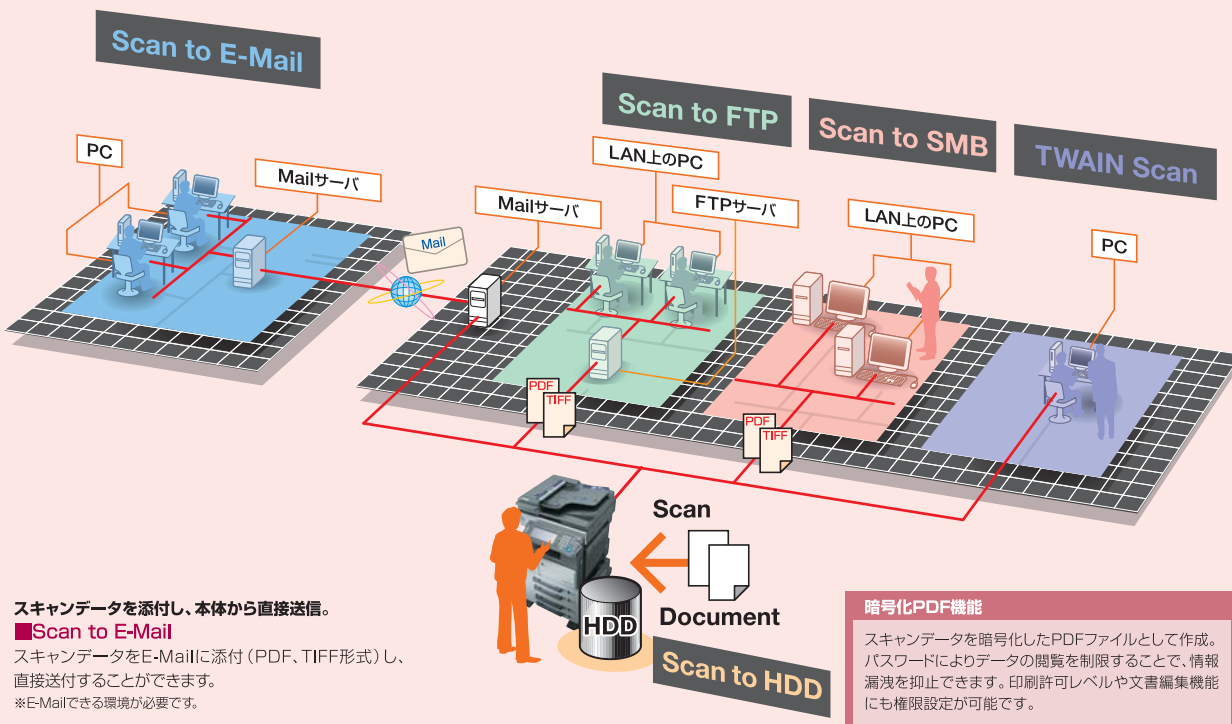 Scan to E-Mail
Scan to FTP
Scan to SMB
TWAIN Scan
PC
Mailサーバ
Mail
Mailサーバ
LAN上のPC
FTPサーバ
LAN上のPC
PC
PDF
TIFF
PDF
TIFF
Scan
Document
HDD
Scan to HDD
スキャンデータを添付し、本体から直接送信。
■Scan to E-Mail
スキャンデータをE-Mailに添付（PDF、TIFF形式）し、
直接送付することができます。
※E-Mailできる環境が必要です。
暗号化PDF機能
スキャンデータを暗号化したPDFファイルとして作成。
パスワードによりデータの閲覧を制限することで、情報
漏洩を抑止できます。印刷許可レベルや文書編集機能
にも権限設定が可能です。